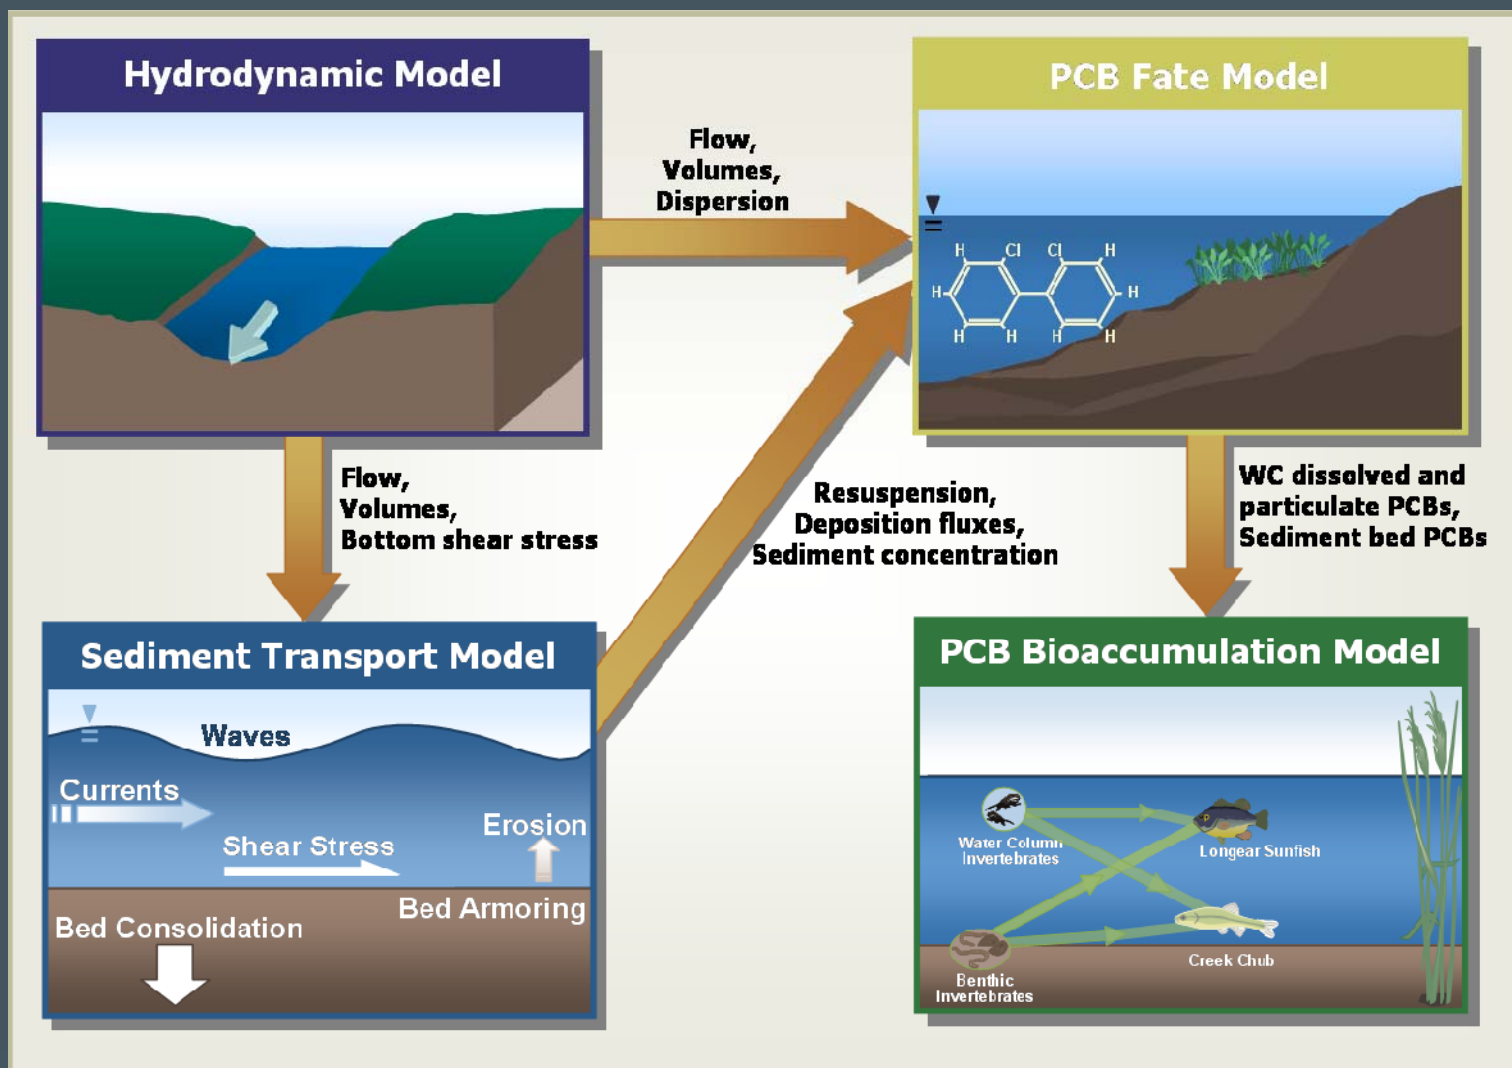 Hydrodynamic Model
Flow,
Volumes,
Dispersion
PCB Fate Model
H
Cl
Cl
H
H
H
H
H
H
H
Flow,
Volumes,
Bottom shear stress
Resuspension,
Deposition fluxes,
Sediment concentration
WC dissolved and
particulate PCBs,
Sediment bed PCBs
Sediment Transport Model
Waves
Currents
Shear Stress
Erosion
Bed Armoring
Bed Consolidation
PCB Bioaccumulation Model
Water Column
Invertebrates
Longear Sunfish
Creek Chub
Benthic
Invertebrates